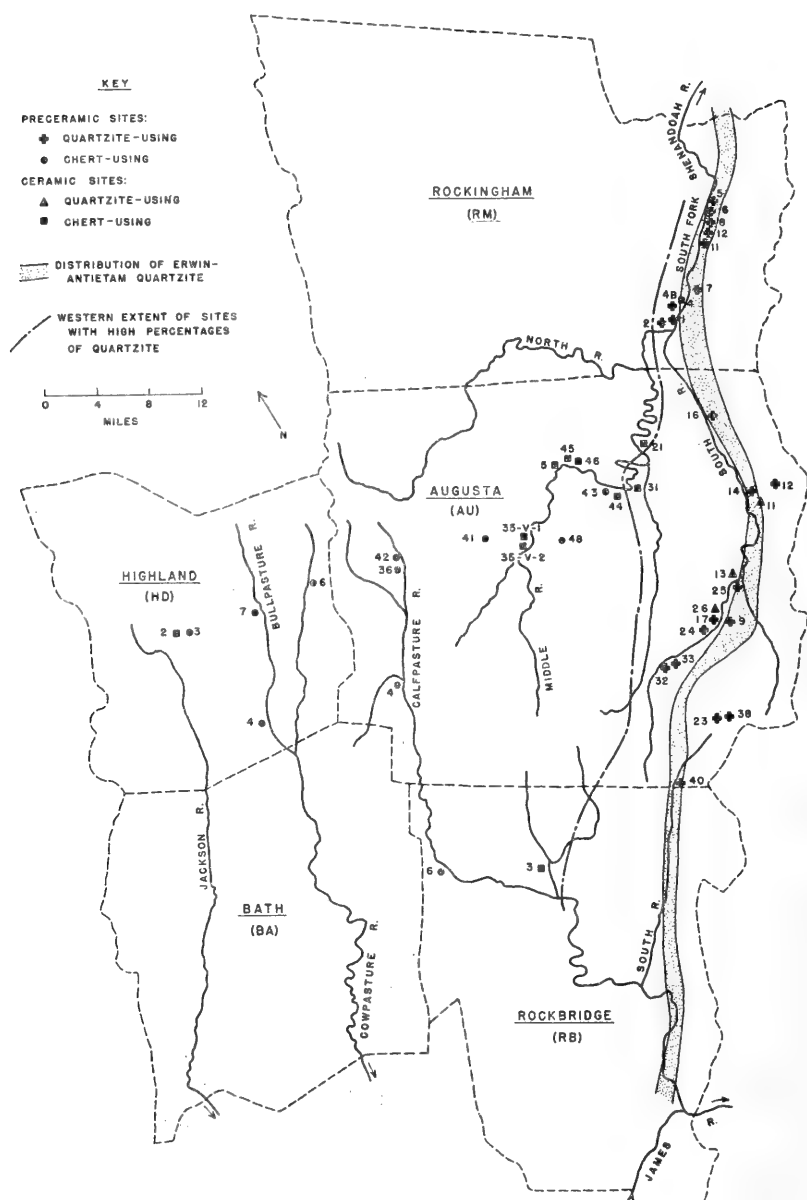 KEY
PRECERAMIC SITES:
QUARTZITE-USING
CHERT-USING
CERAMIC SITES:
QUARTZITE-USING
CHERT-USING
DISTRIBUTION OF ERWIN-
ANTIETAM QUARTZITE
WESTERN EXTENT OF SITES
WITH HIGH PERCENTAGES
OF QUARTZITE
0 4 8 12
MILES
N
ROCKINGHAM
(RM)
SOUTH FORK SHENANDOAH R.
5
6
8
12
11
7
4B
4
2
NORTH R.
SOUTH R.
16
21
45
46
AUGUSTA
(AU)
43
44
31
14
12
11
41
35-V-1
35-V-2
48
42
36
13
25
26
17
9
24
33
32
23
38
40
MIDDLE R.
CALFPASTURE R.
4
HIGHLAND
(HD)
BULLPASTURE R.
6
7
2
3
4
JACKSON R.
BATH
(BA)
COWPASTURE R.
6
3
SOUTH R.
ROCKBRIDGE
(RB)
JAMES R.